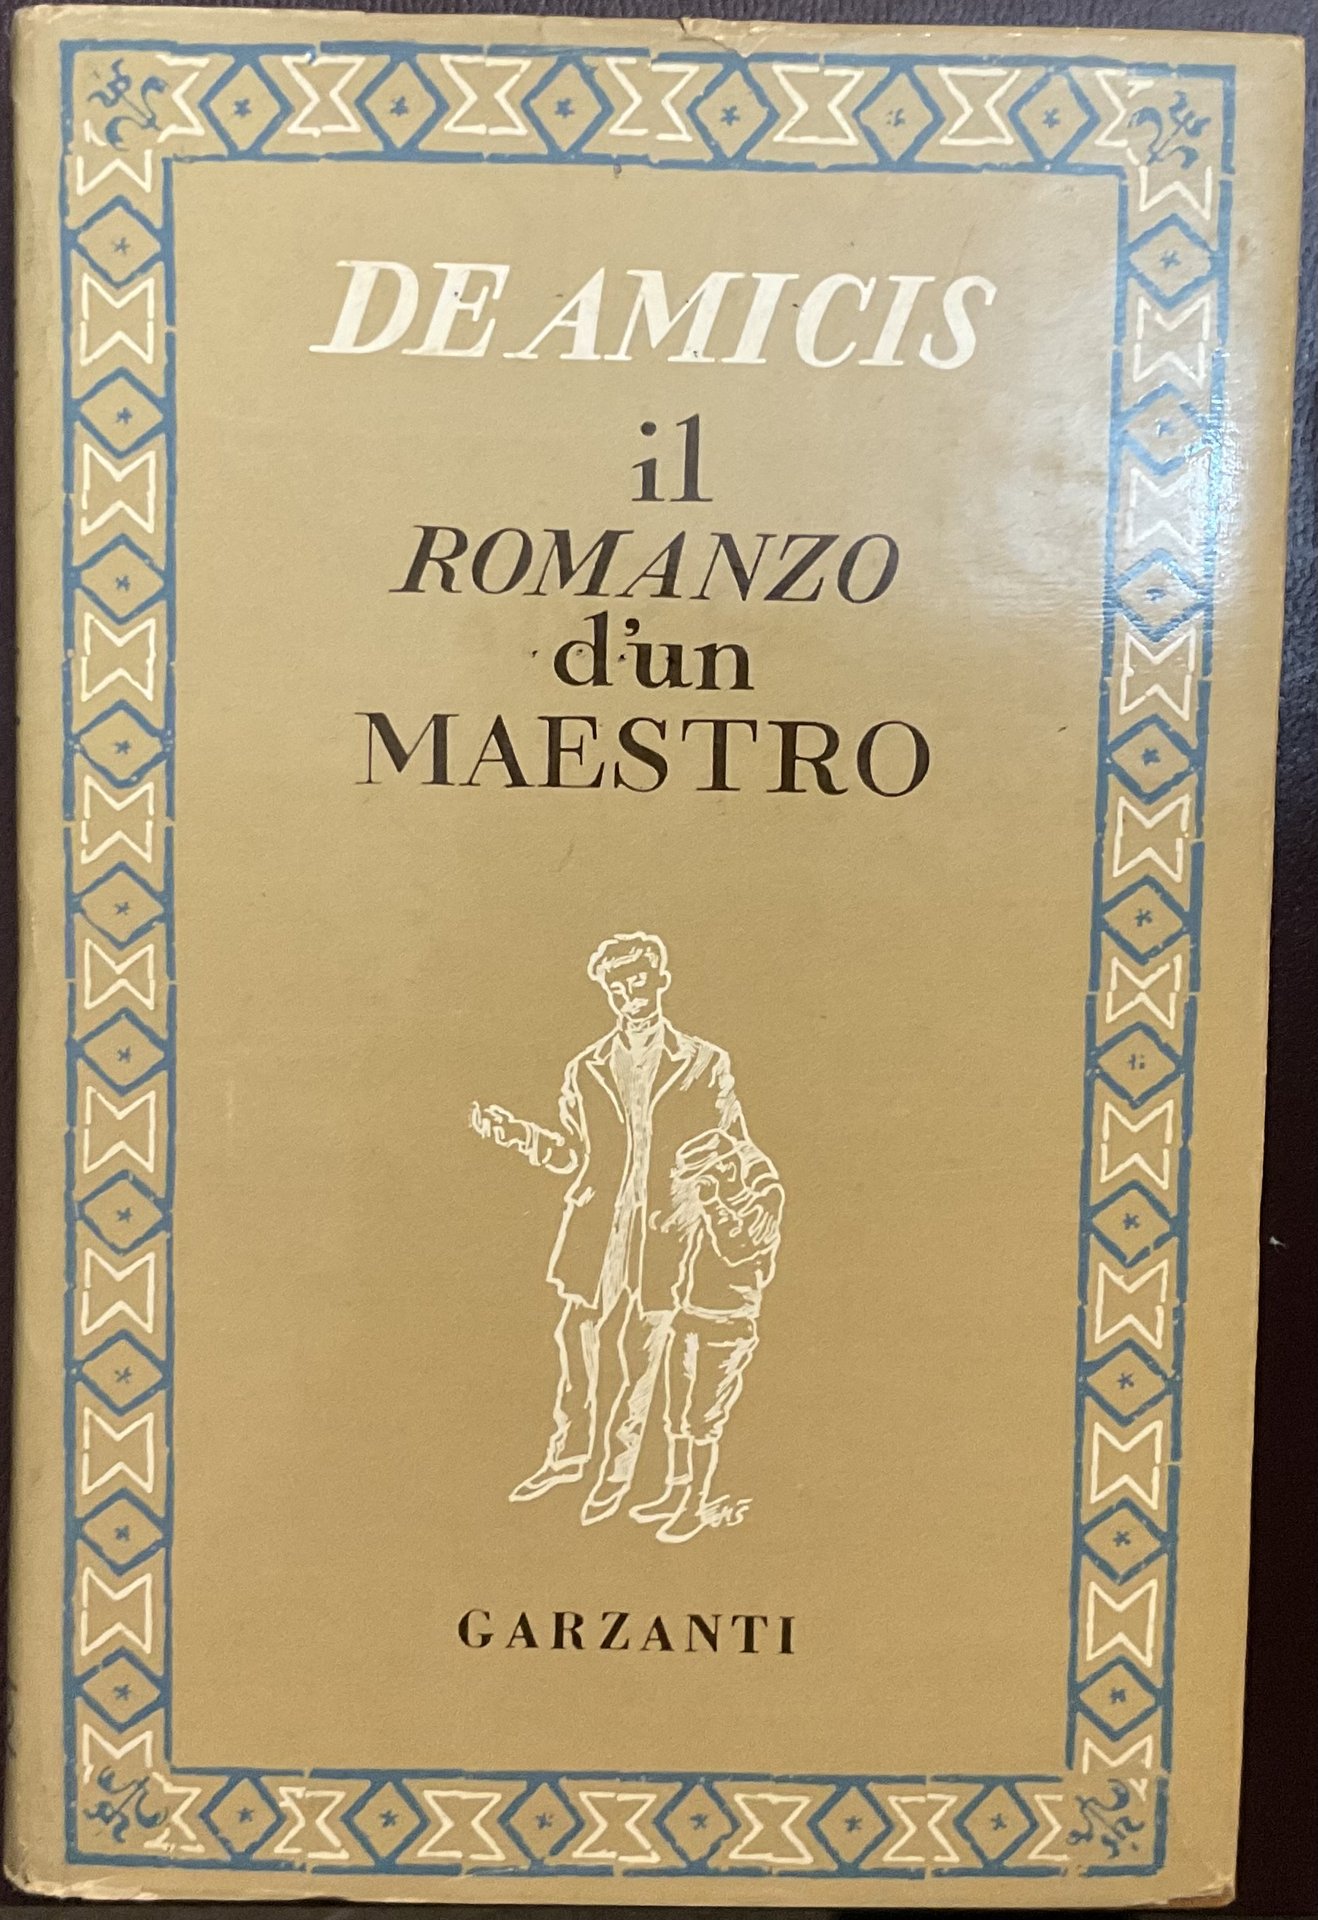 DE AMICIS
il
ROMANZO
d'un
MAESTRO
GARZANTI